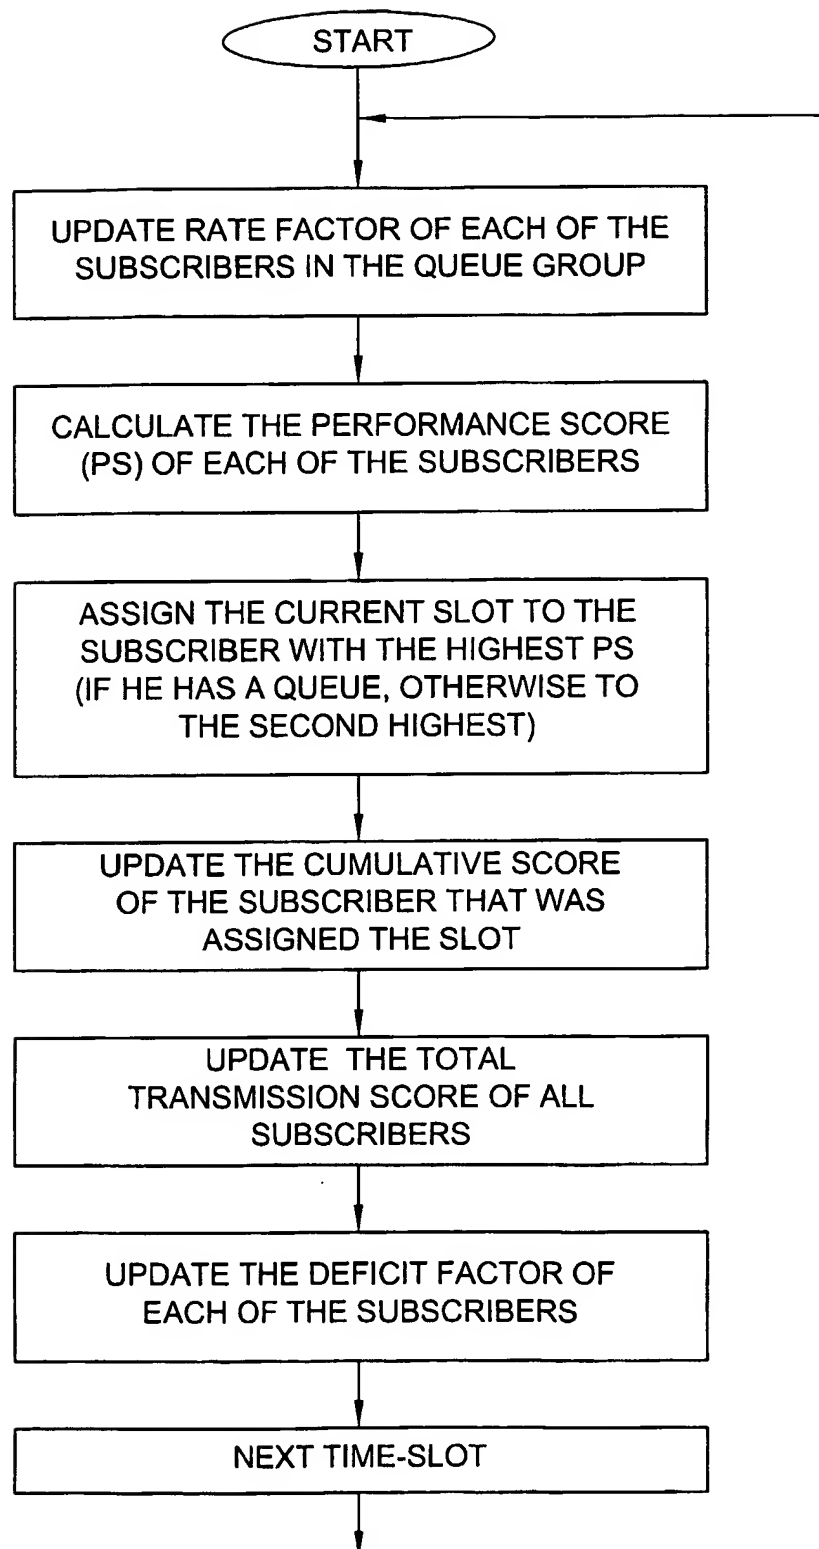 START
UPDATE RATE FACTOR OF EACH OF THE
SUBSCRIBERS IN THE QUEUE GROUP
CALCULATE THE PERFORMANCE SCORE
(PS) OF EACH OF THE SUBSCRIBERS
ASSIGN THE CURRENT SLOT TO THE
SUBSCRIBER WITH THE HIGHEST PS
(IF HE HAS A QUEUE, OTHERWISE TO
THE SECOND HIGHEST)
UPDATE THE CUMULATIVE SCORE
OF THE SUBSCRIBER THAT WAS
ASSIGNED THE SLOT
UPDATE THE TOTAL
TRANSMISSION SCORE OF ALL
SUBSCRIBERS
UPDATE THE DEFICIT FACTOR OF
EACH OF THE SUBSCRIBERS
NEXT TIME-SLOT